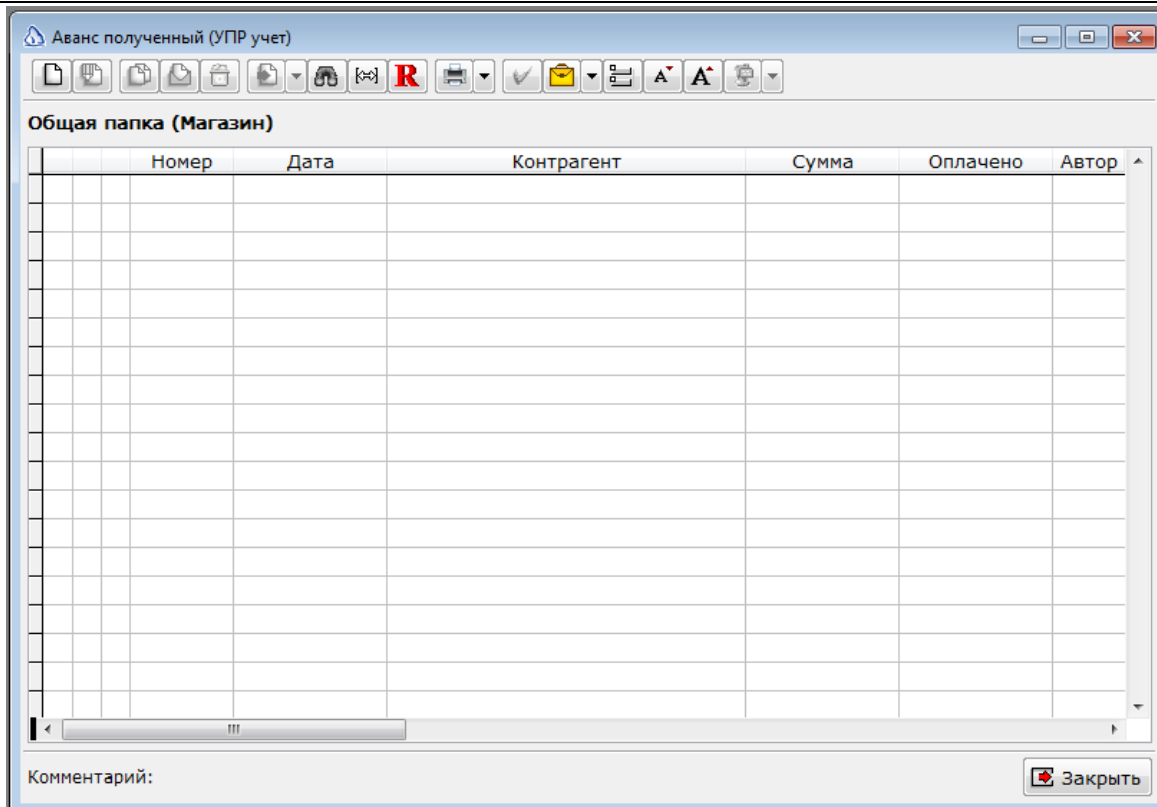 Аванс полученный (УПР учет)
R A A
Общая папка (Магазин)
Номер Дата Контрагент Сумма Оплачено Автор
Комментарий: Закрыть